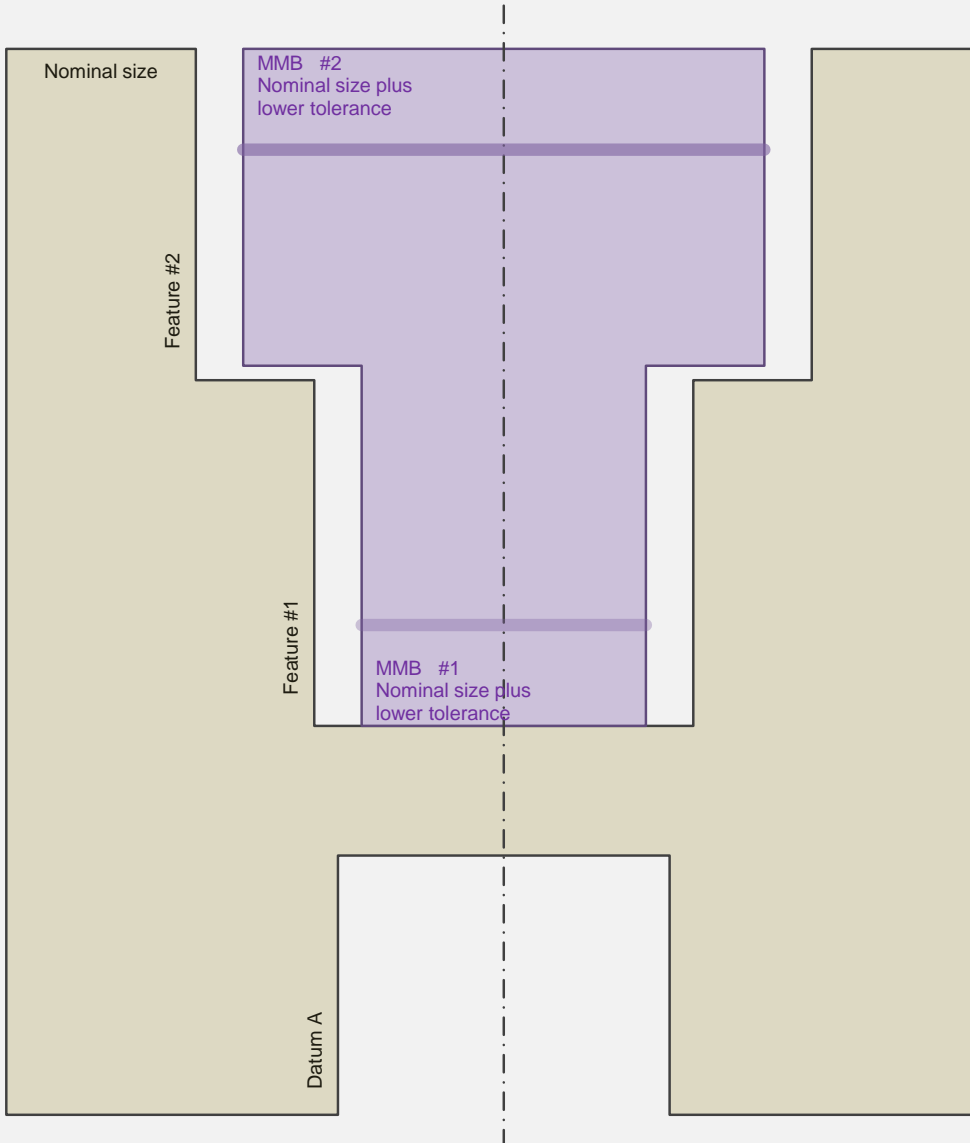 Nominal size
MMB #2
Nominal size plus
lower tolerance
Feature #2
Feature #1
MMB #1
Nominal size plus
lower tolerance
Datum A